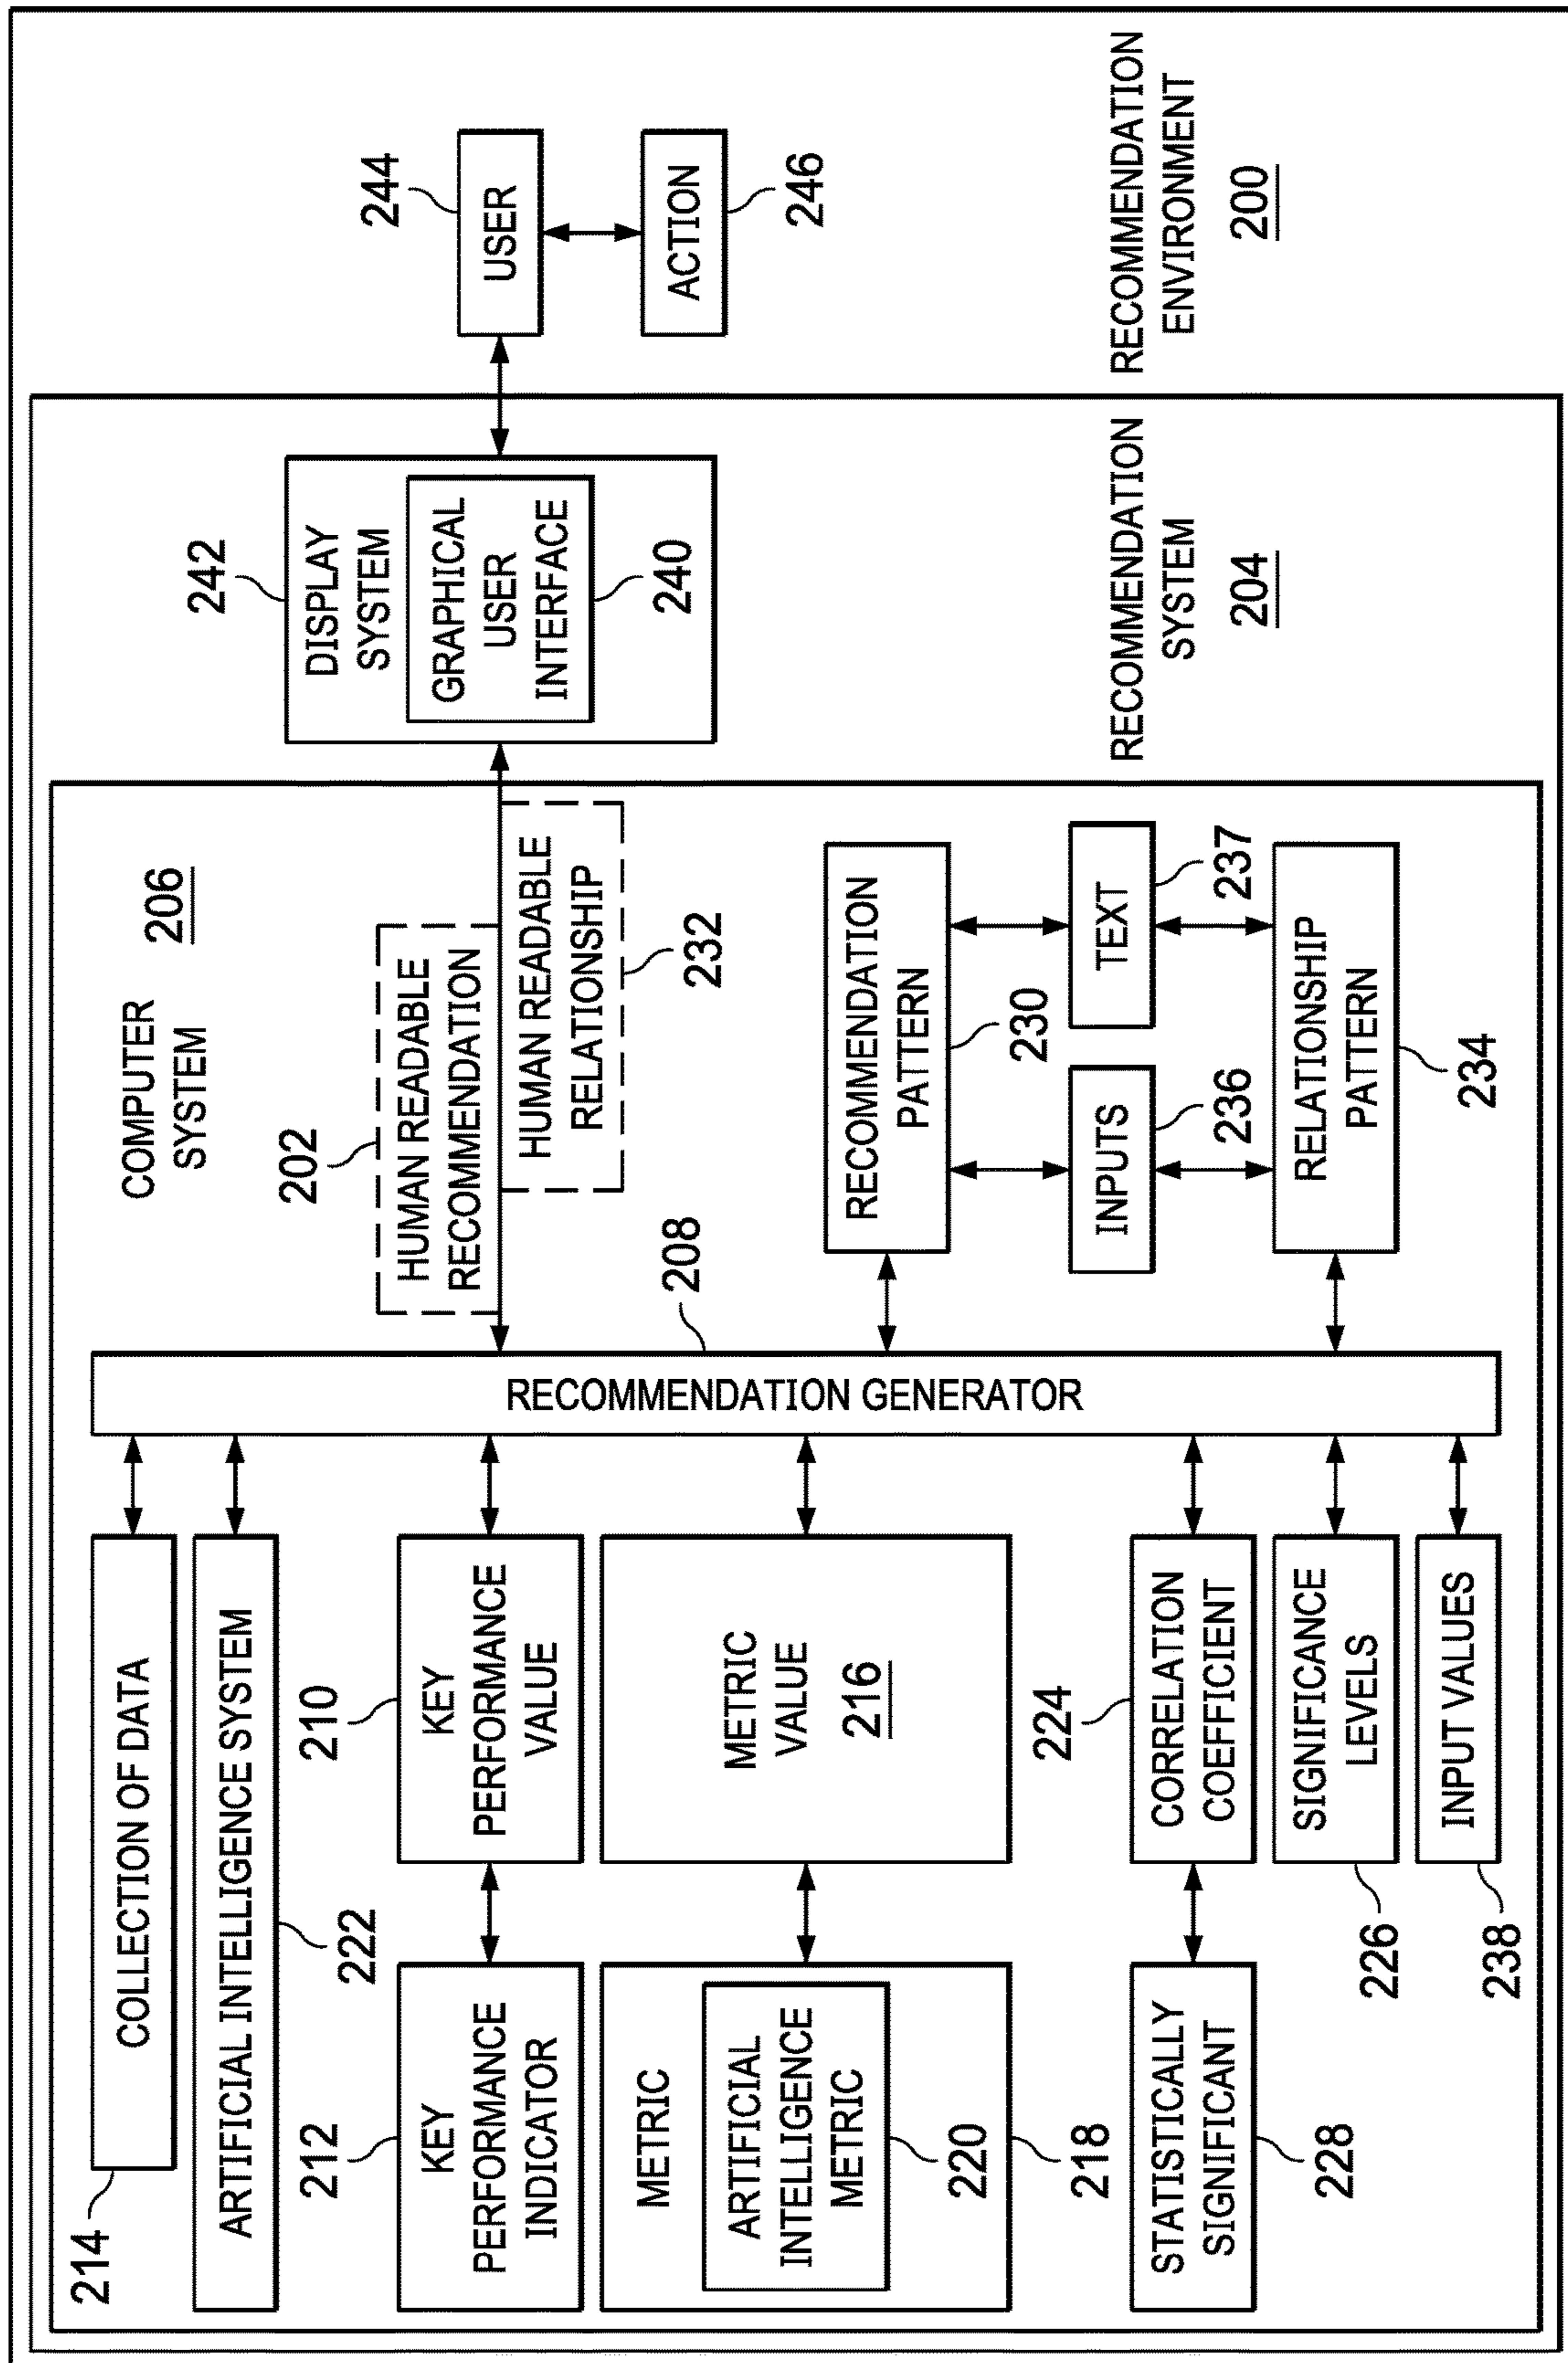 214
COLLECTION OF DATA
ARTIFICIAL INTELLIGENCE SYSTEM
222
212
KEY
PERFORMANCE
INDICATOR
210
KEY
PERFORMANCE
VALUE
METRIC
ARTIFICIAL
INTELLIGENCE
METRIC
220
218
METRIC
VALUE
216
STATISTICALLY
SIGNIFICANT
228
224
CORRELATION
COEFFICIENT
SIGNIFICANCE
LEVELS
226
INPUT VALUES
238
RECOMMENDATION GENERATOR
208
COMPUTER
SYSTEM
206
202
HUMAN READABLE
RECOMMENDATION
HUMAN READABLE
RELATIONSHIP
232
RECOMMENDATION
PATTERN
230
INPUTS
236
TEXT
237
RELATIONSHIP
PATTERN
234
242
DISPLAY
SYSTEM
GRAPHICAL
USER
INTERFACE
240
RECOMMENDATION
SYSTEM
204
244
USER
ACTION
246
RECOMMENDATION
ENVIRONMENT
200